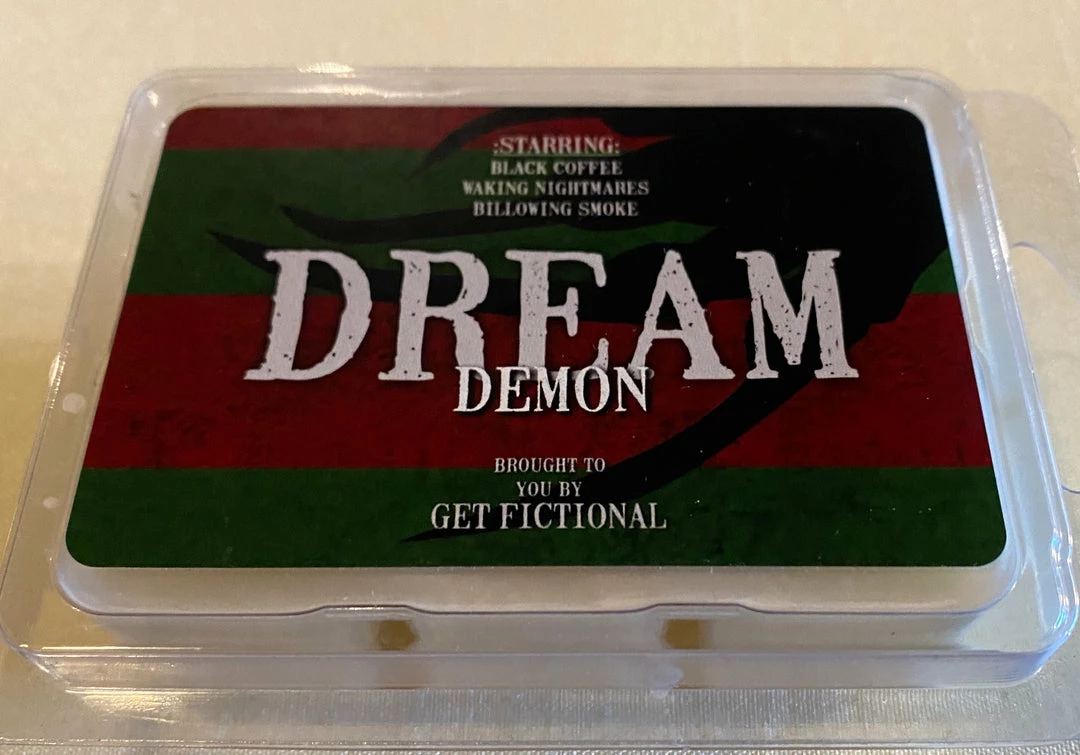 :STARRING:
BLACK COFFEE
WAKING NIGHTMARES
BILLOWING SMOKE
DREAM
DEMON
BROUGHT TO
YOU BY
GET FICTIONAL